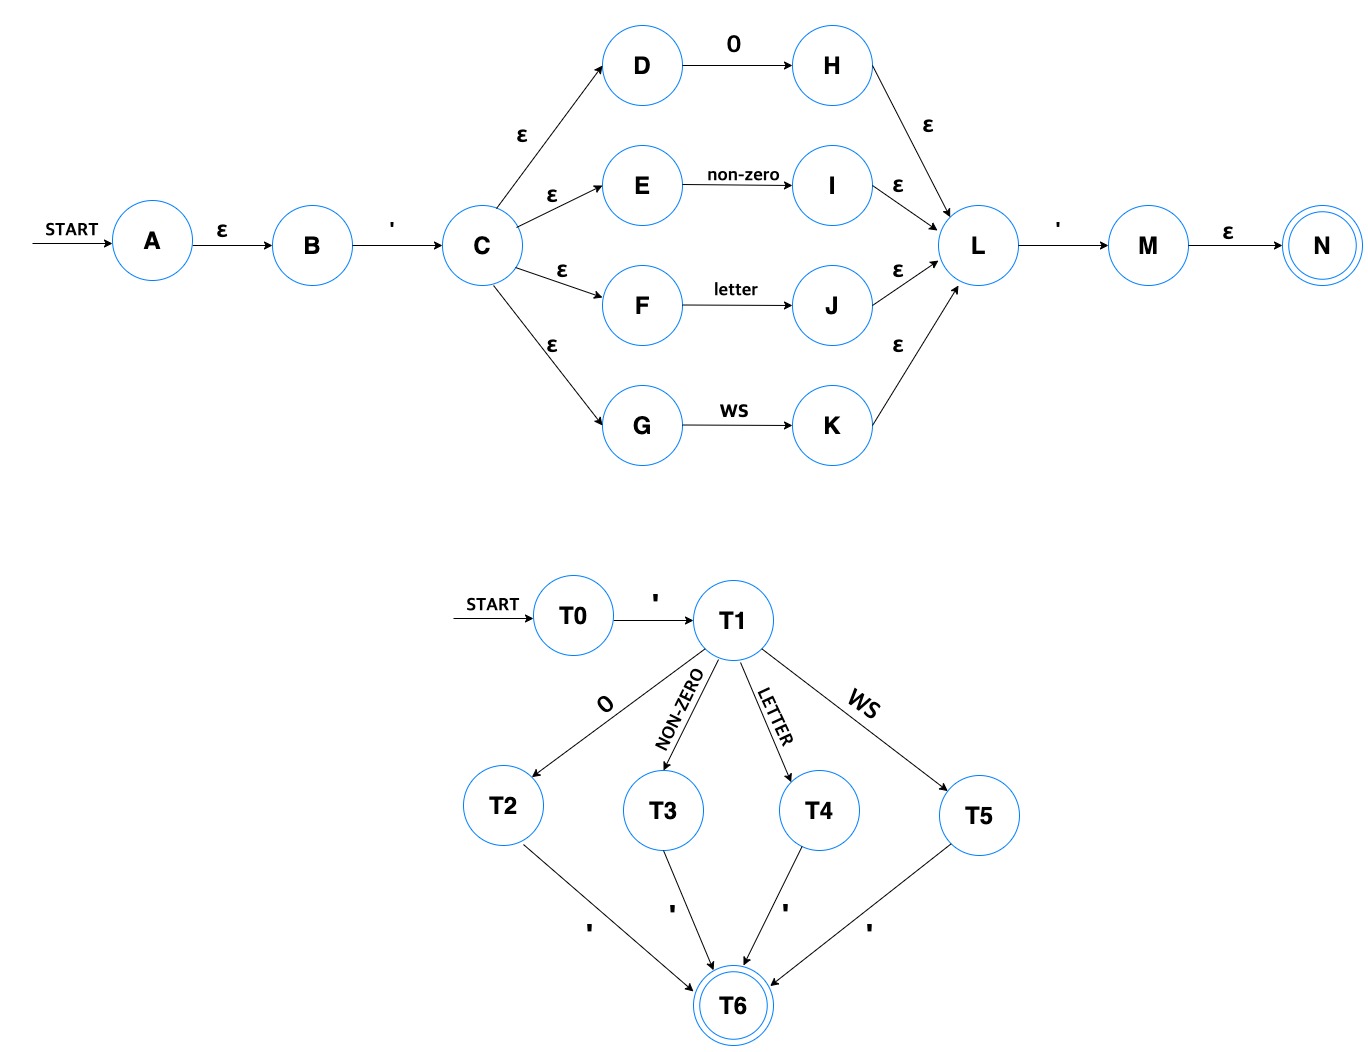 D 0 H
ε ε
E non-zero I
ε ε
START A ε B ' C L ' M ε N
ε ε
F letter J
ε ε
G WS K
START T0 ' T1
0 NON-ZERO LETTER WS
T2 T3 T4 T5
' ' ' '
T6